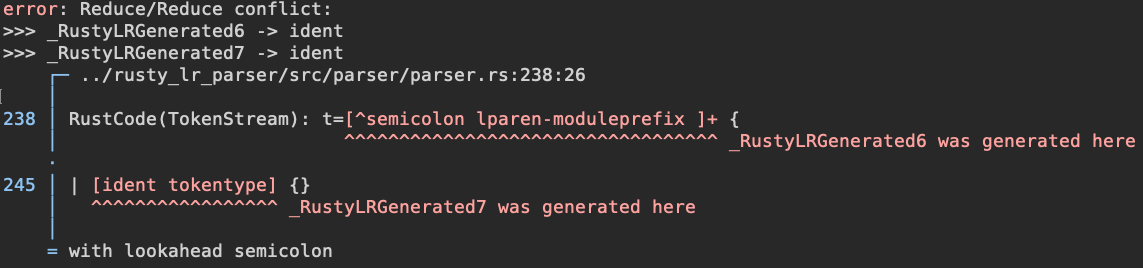 error: Reduce/Reduce conflict:
>>> _RustyLRGenerated6 -> ident
>>> _RustyLRGenerated7 -> ident
┌─ ../rusty_lr_parser/src/parser/parser.rs:238:26
│
238 │ RustCode(TokenStream): t=[^semicolon lparen-moduleprefix ]+ {
│ ^^^^^^^^^^^^^^^^^^^^^^^^^^^^^^^^^^ _RustyLRGenerated6 was generated here
·
245 │ | [ident tokentype] {}
│ ^^^^^^^^^^^^^^^^^ _RustyLRGenerated7 was generated here
│
= with lookahead semicolon